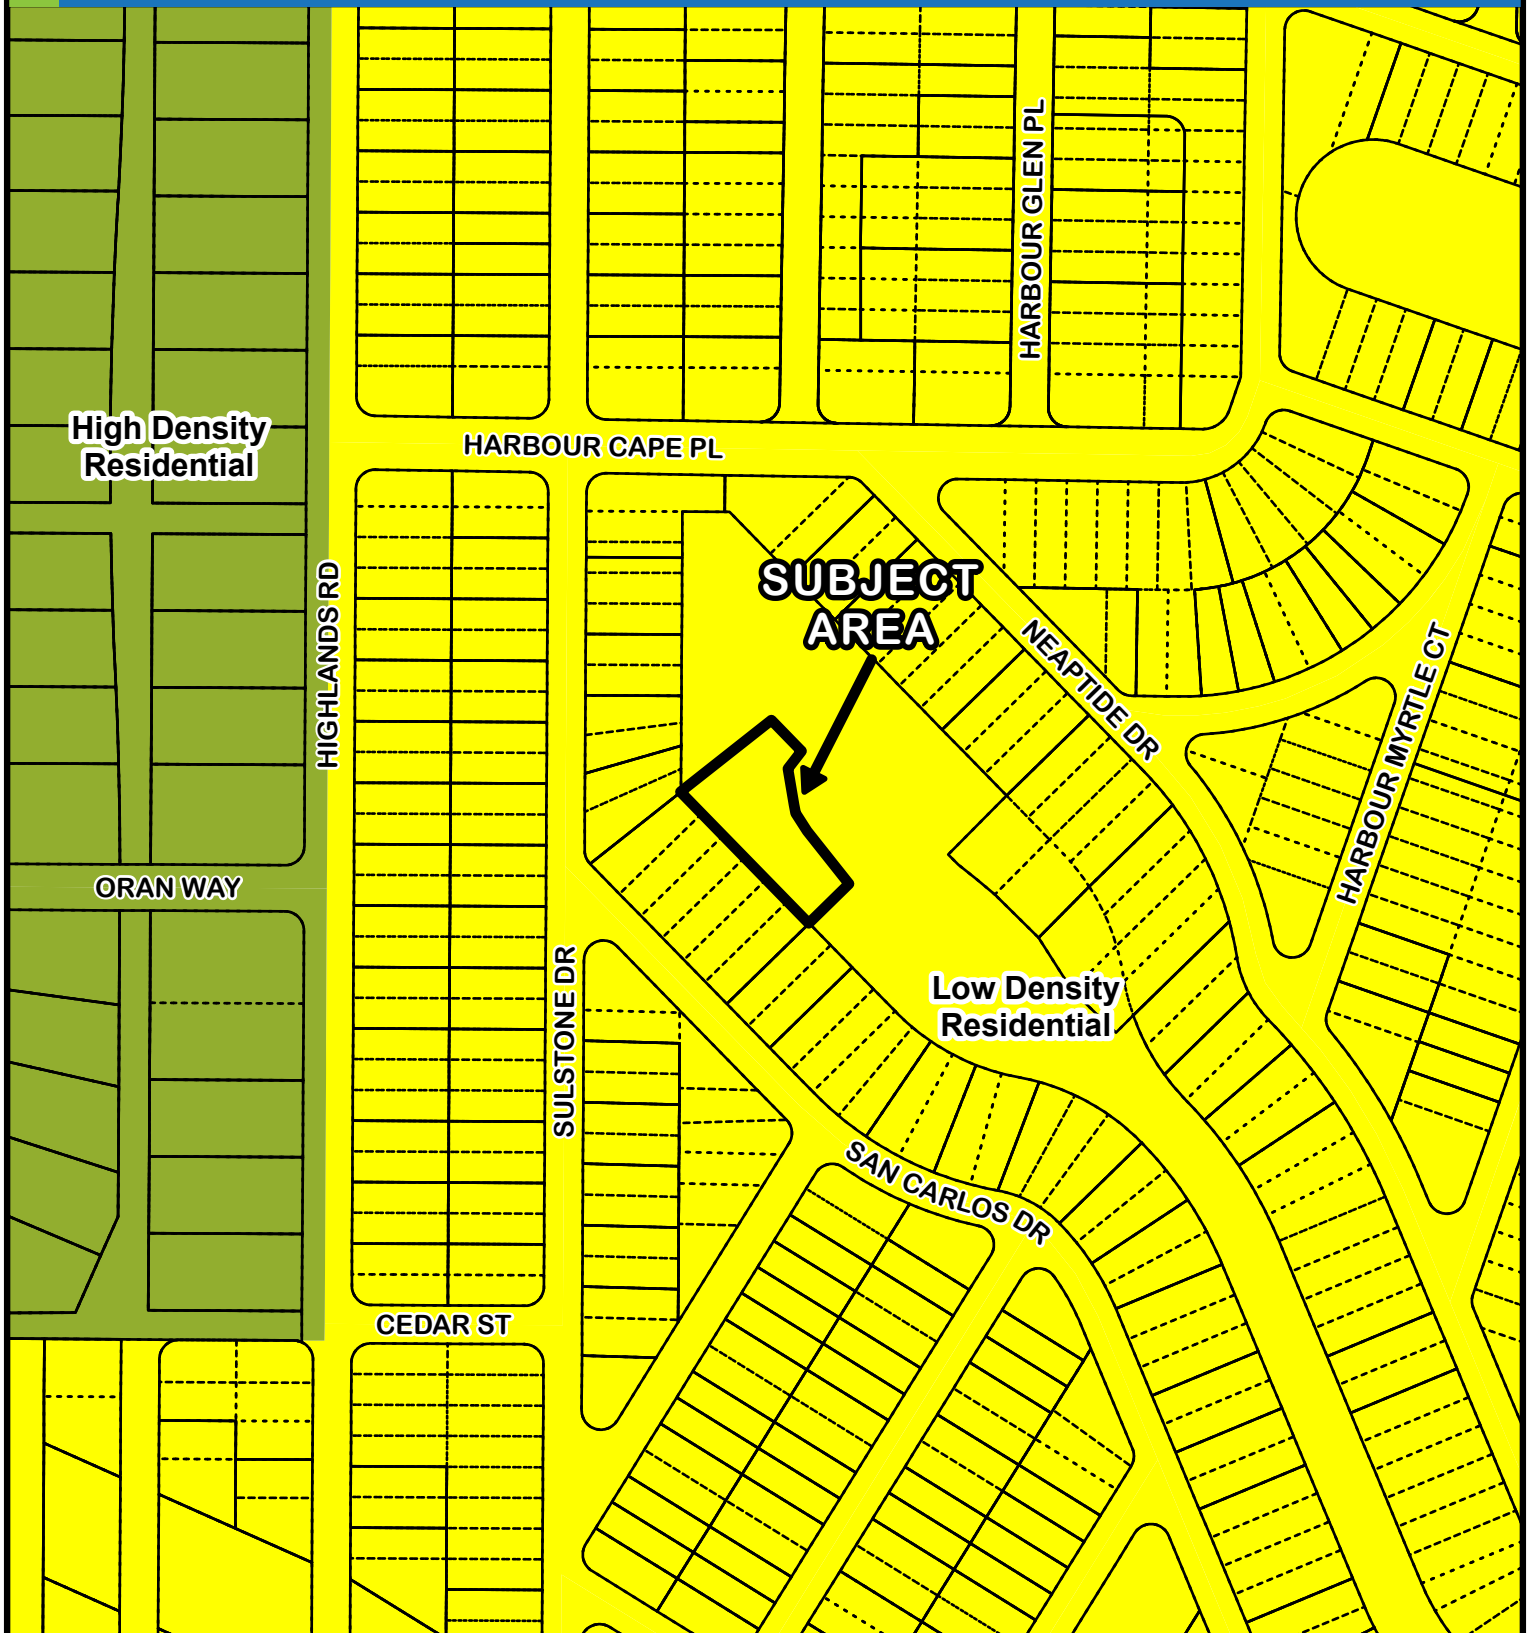 HARBOUR GLEN PL
High Density
Residential
HARBOUR CAPE PL
SUBJECT
AREA
HIGHLANDS RD
NEAPTIDE DR
HARBOUR MYRTLE CT
ORAN WAY
SULSTONE DR
Low Density
Residential
SAN CARLOS DR
CEDAR ST